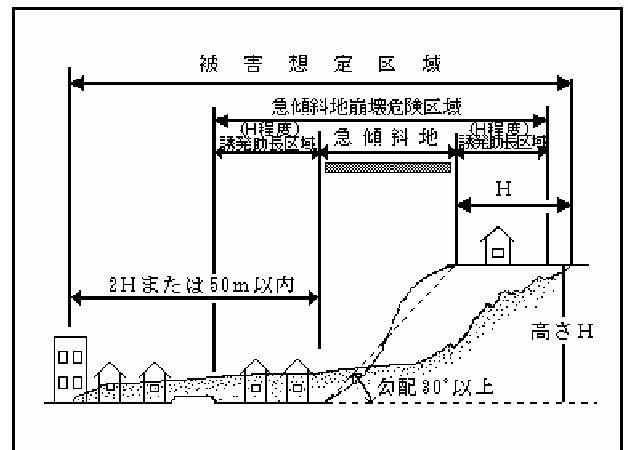 被害想定区域
急傾斜地崩壊危険区域
(H程度) (H程度)
誘発助長区域 急傾斜地 誘発助長区域
H
2Hまたは50m以内
高さH
勾配30°以上